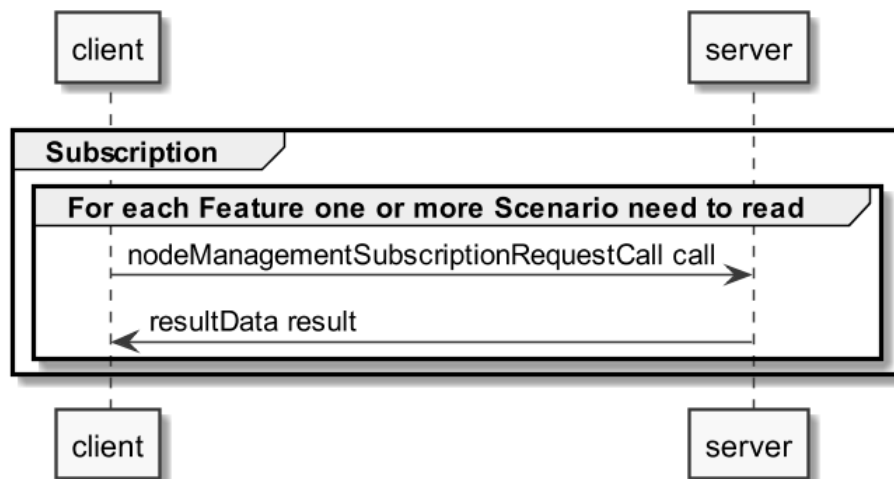 client server
Subscription
For each Feature one or more Scenario need to read
nodeManagementSubscriptionRequestCall call
resultData result
client server